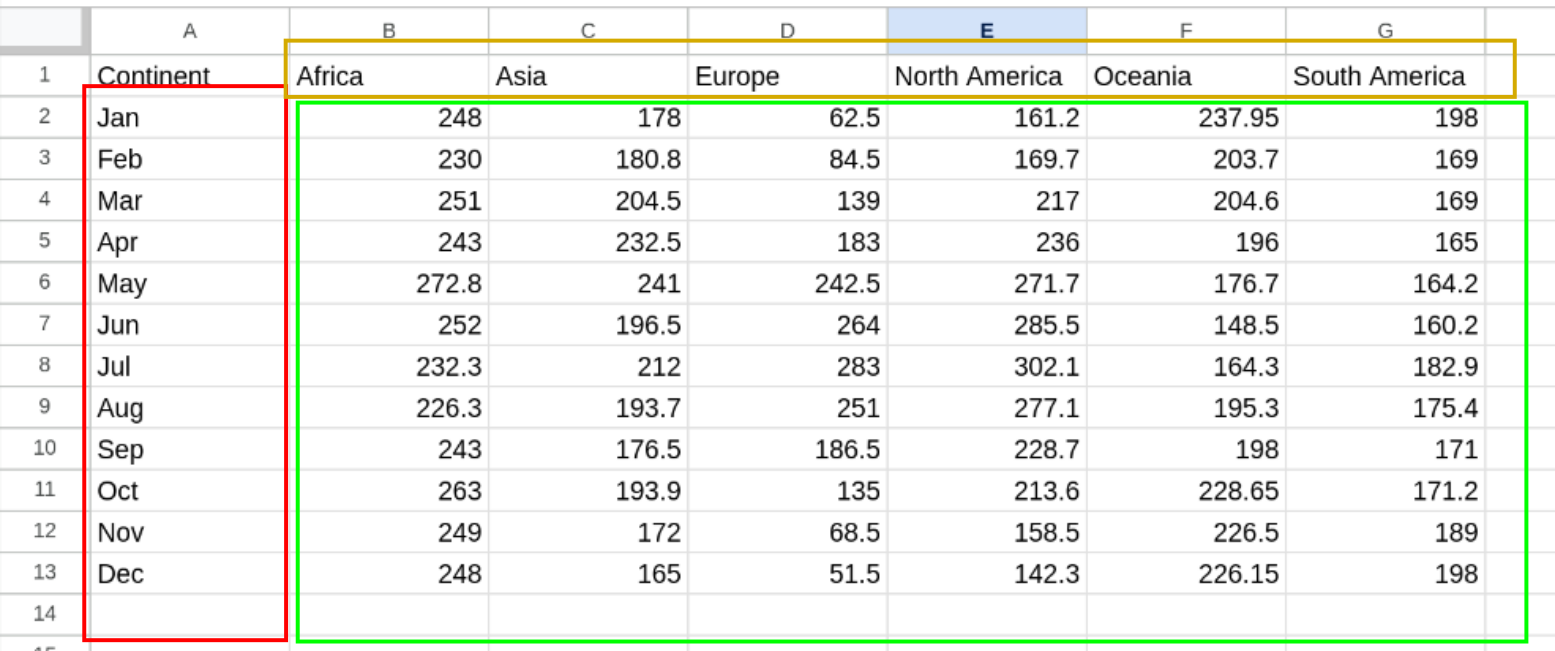 A B C D E F G
1 Continent Africa Asia Europe North America Oceania South America
2 Jan 248 178 62.5 161.2 237.95 198
3 Feb 230 180.8 84.5 169.7 203.7 169
4 Mar 251 204.5 139 217 204.6 169
5 Apr 243 232.5 183 236 196 165
6 May 272.8 241 242.5 271.7 176.7 164.2
7 Jun 252 196.5 264 285.5 148.5 160.2
8 Jul 232.3 212 283 302.1 164.3 182.9
9 Aug 226.3 193.7 251 277.1 195.3 175.4
10 Sep 243 176.5 186.5 228.7 198 171
11 Oct 263 193.9 135 213.6 228.65 171.2
12 Nov 249 172 68.5 158.5 226.5 189
13 Dec 248 165 51.5 142.3 226.15 198
14